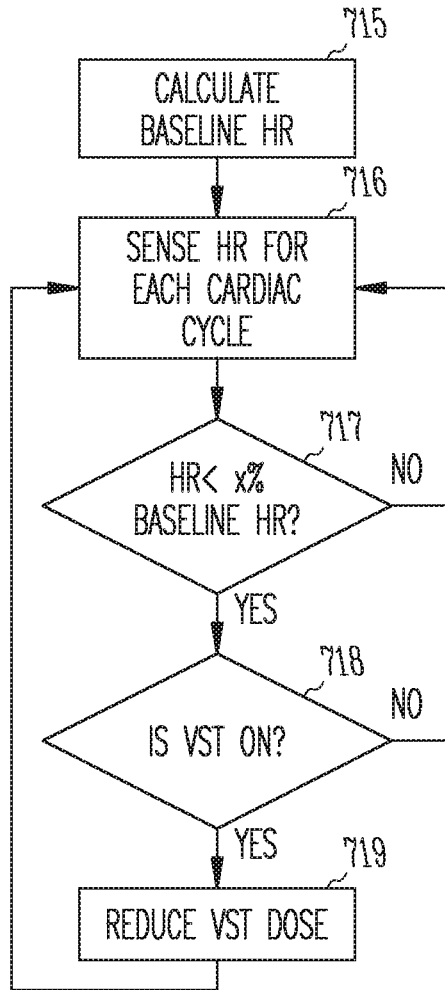 715
CALCULATE
BASELINE HR
716
SENSE HR FOR
EACH CARDIAC
CYCLE
717
HR< x%
BASELINE HR?
NO
YES
718
IS VST ON?
NO
YES
719
REDUCE VST DOSE